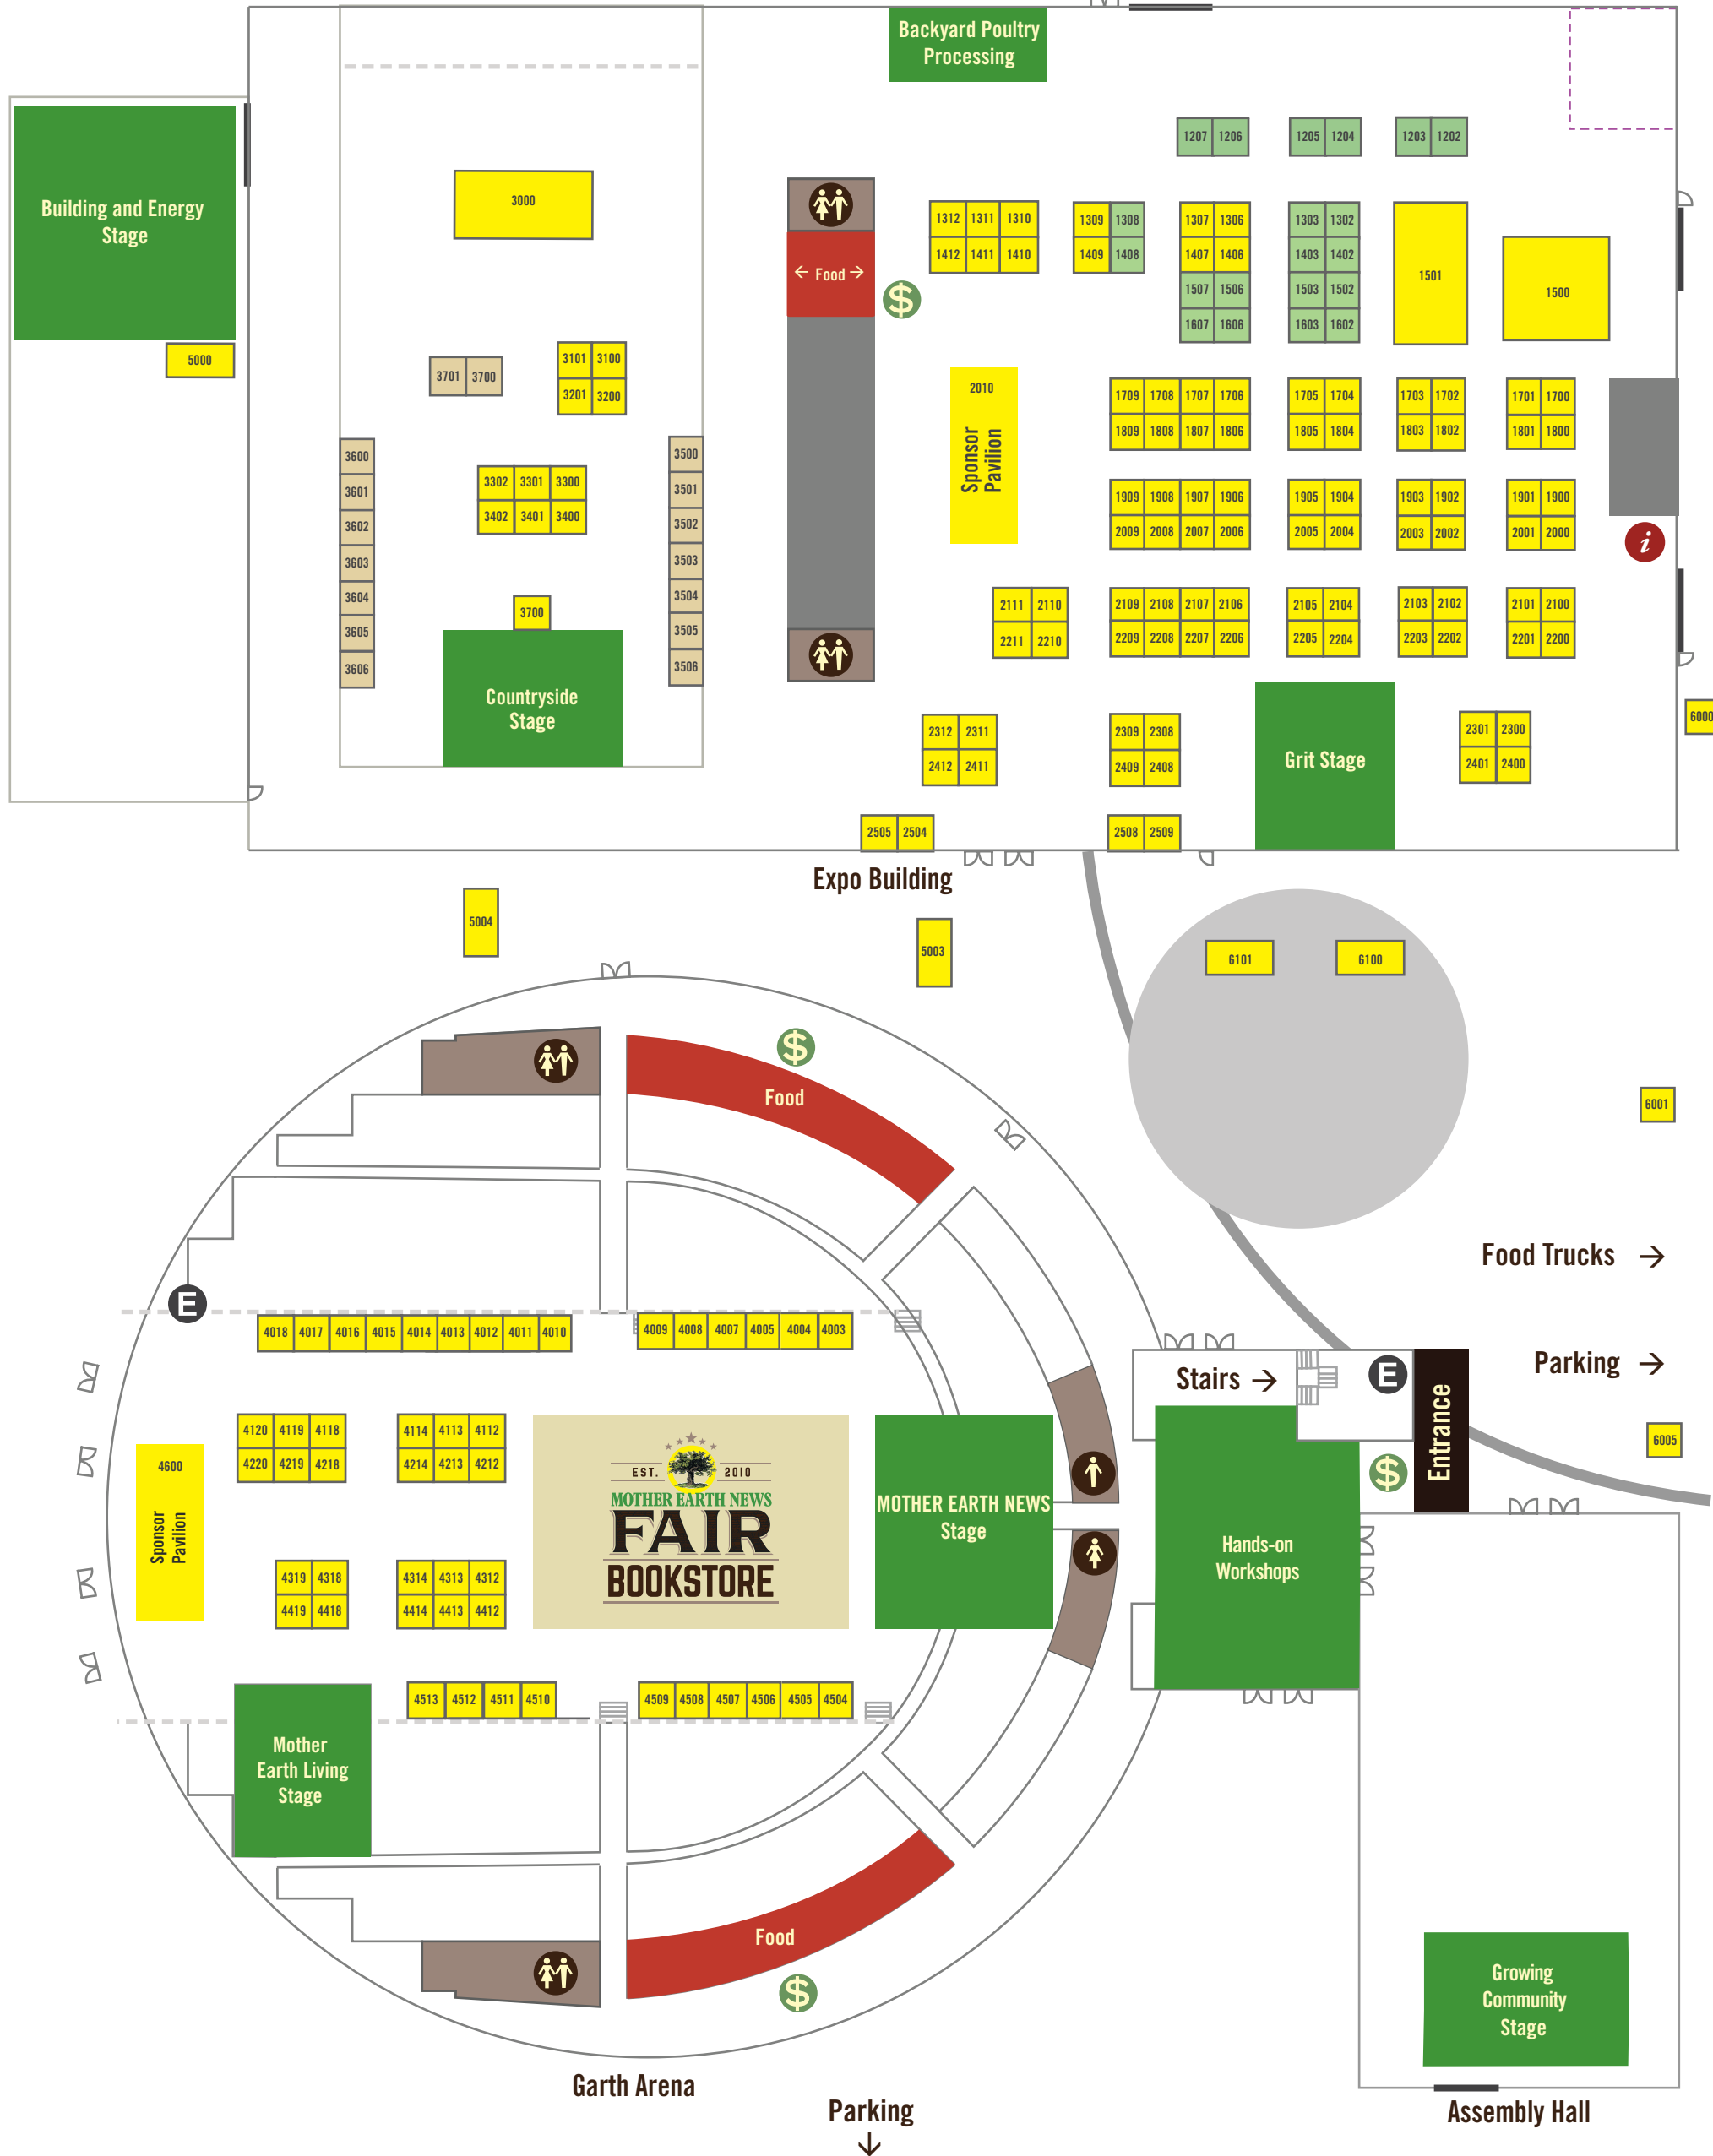 Backyard Poultry
Processing
Building and Energy
Stage
5000
3000
3701 3700
3101 3100
3201 3200
3600
3601
3602
3603
3604
3605
3606
3302 3301 3300
3402 3401 3400
3500
3501
3502
3503
3504
3505
3506
3700
Countryside
Stage
← Food →
$
1207 1206
1205 1204
1203 1202
1312 1311 1310
1412 1411 1410
1309 1308
1409 1408
1307 1306
1407 1406
1507 1506
1607 1606
1303 1302
1403 1402
1503 1502
1603 1602
1501
1500
2010
Sponsor
Pavilion
1709 1708 1707 1706
1809 1808 1807 1806
1705 1704
1805 1804
1703 1702
1803 1802
1701 1700
1801 1800
1909 1908 1907 1906
2009 2008 2007 2006
1905 1904
2005 2004
1903 1902
2003 2002
1901 1900
2001 2000
i
2111 2110
2211 2210
2109 2108 2107 2106
2209 2208 2207 2206
2105 2104
2205 2204
2103 2102
2203 2202
2101 2100
2201 2200
2312 2311
2412 2411
2309 2308
2409 2408
Grit Stage
2301 2300
2401 2400
6000
2505 2504
2508 2509
Expo Building
5004
5003
6101
6100
6001
$
Food
Food Trucks →
Parking →
6005
E
4018 4017 4016 4015 4014 4013 4012 4011 4010
4009 4008 4007 4005 4004 4003
Stairs →
E
Entrance
$
4120 4119 4118
4220 4219 4218
4114 4113 4112
4214 4213 4212
4600
Sponsor
Pavilion
EST. 2010
MOTHER EARTH NEWS
FAIR
BOOKSTORE
MOTHER EARTH NEWS
Stage
Hands-on
Workshops
4319 4318
4419 4418
4314 4313 4312
4414 4413 4412
4513 4512 4511 4510
4509 4508 4507 4506 4505 4504
Mother
Earth Living
Stage
Food
$
Growing
Community
Stage
Garth Arena
Parking
↓
Assembly Hall